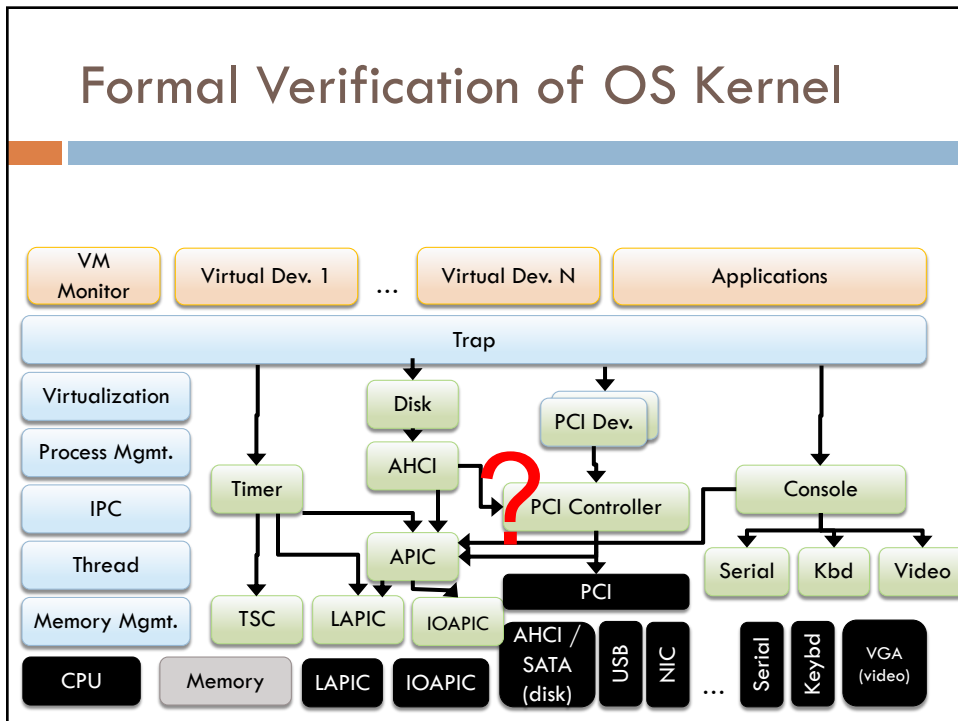 Formal Verification of OS Kernel
VM
Monitor
Virtual Dev. 1
...
Virtual Dev. N
Applications
Trap
Virtualization
Process Mgmt.
IPC
Thread
Memory Mgmt.
Disk
AHCI
PCI Dev.
?
Timer
PCI Controller
Console
APIC
TSC
LAPIC
IOAPIC
PCI
Serial
Kbd
Video
CPU
Memory
LAPIC
IOAPIC
AHCI /
SATA
(disk)
USB
NIC
...
Serial
Keybd
VGA
(video)